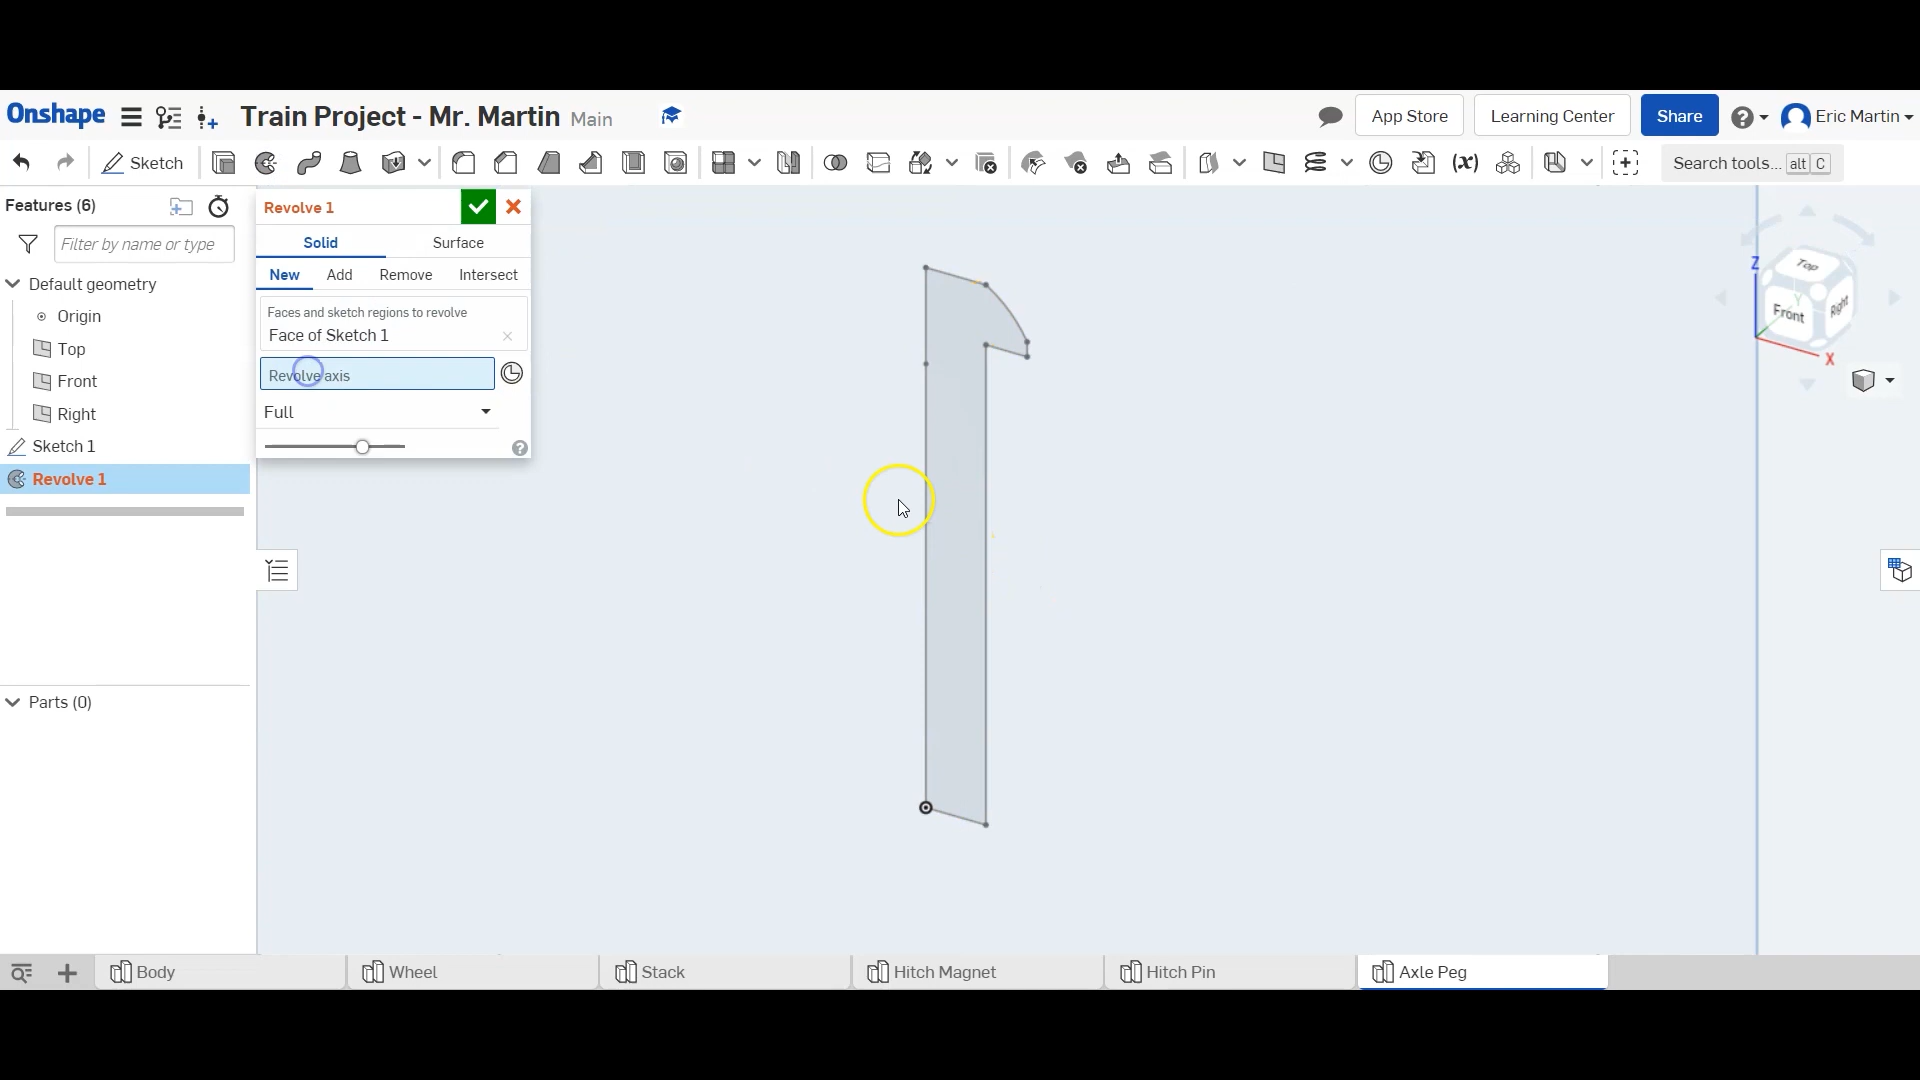 Onshape Train Project - Mr. Martin Main App Store Learning Center Share Eric Martin
Sketch (x) Search tools... alt C
Features (6)
Filter by name or type
Default geometry
Origin
Top
Front
Right
Sketch 1
Revolve 1
Parts (0)
Revolve 1
Solid Surface
New Add Remove Intersect
Faces and sketch regions to revolve
Face of Sketch 1
Revolve axis
Full
Z
Top
Front
Right
Y
X
Body Wheel Stack Hitch Magnet Hitch Pin Axle Peg